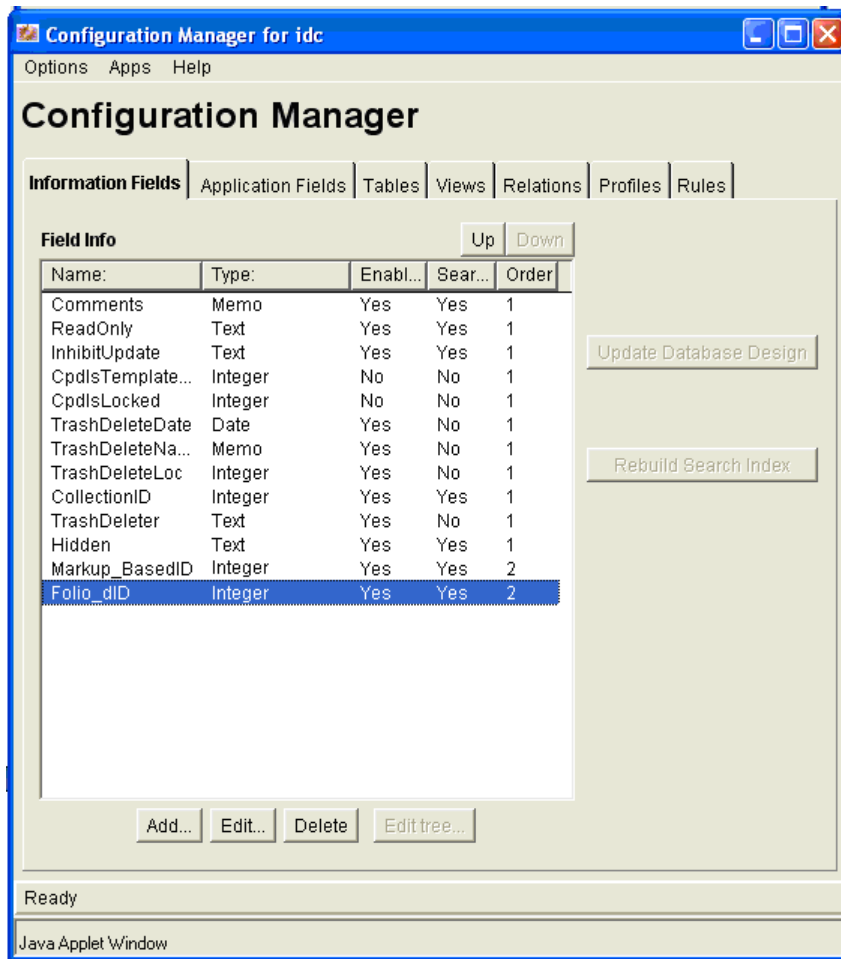 Configuration Manager for idc
Options Apps Help
Configuration Manager
Information Fields Application Fields Tables Views Relations Profiles Rules
Field Info Up Down
Name: Type: Enabl... Sear... Order
Comments Memo Yes Yes 1
ReadOnly Text Yes Yes 1
InhibitUpdate Text Yes Yes 1
CpdIsTemplate... Integer No No 1
CpdIsLocked Integer No No 1
TrashDeleteDate Date Yes No 1
TrashDeleteNa... Memo Yes No 1
TrashDeleteLoc Integer Yes No 1
CollectionID Integer Yes Yes 1
TrashDeleter Text Yes No 1
Hidden Text Yes Yes 1
Markup_BasedID Integer Yes Yes 2
Folio_dID Integer Yes Yes 2
Update Database Design
Rebuild Search Index
Add... Edit... Delete Edit tree...
Ready
Java Applet Window